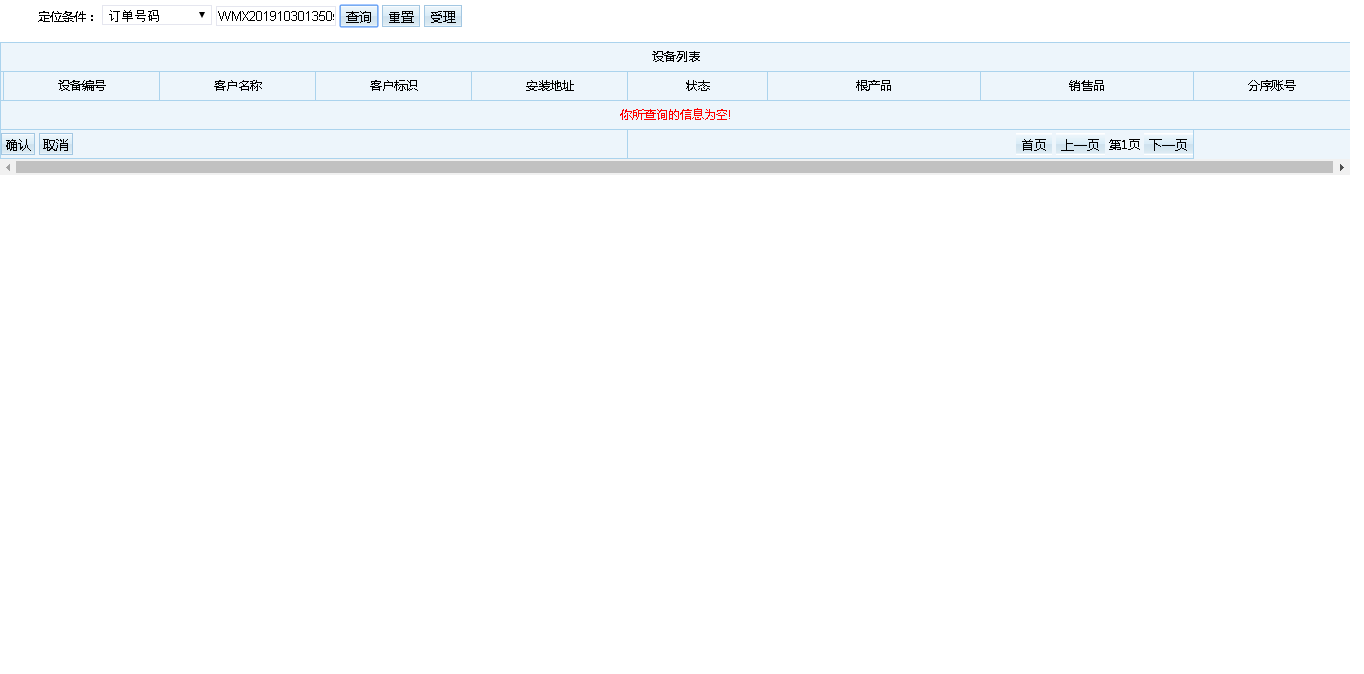 定位条件： 订单号码 WMX2019103013509 查询 重置 受理
设备列表
设备编号 客户名称 客户标识 安装地址 状态 根产品 销售品 分序账号
你所查询的信息为空!
确认 取消 首页 上一页 第1页 下一页